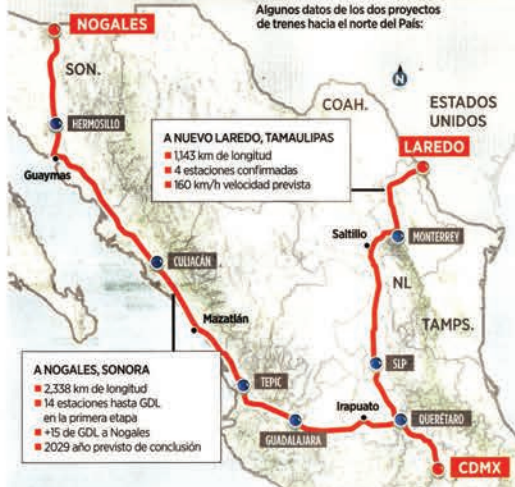 Algunos datos de los dos proyectos
de trenes hacia el norte del País:
NOGALES
SON.
N
COAH.
ESTADOS
UNIDOS
HERMOSILLO
A NUEVO LAREDO, TAMAULIPAS
1,143 km de longitud
4 estaciones confirmadas
160 km/h velocidad prevista
LAREDO
Guaymas
Saltillo
MONTERREY
CULIACÁN
NL
Mazatlán
TAMPS.
A NOGALES, SONORA
2,338 km de longitud
14 estaciones hasta GDL
en la primera etapa
+15 de GDL a Nogales
2029 año previsto de conclusión
TEPIC
SLP
Irapuato
GUADALAJARA
QUERÉTARO
CDMX